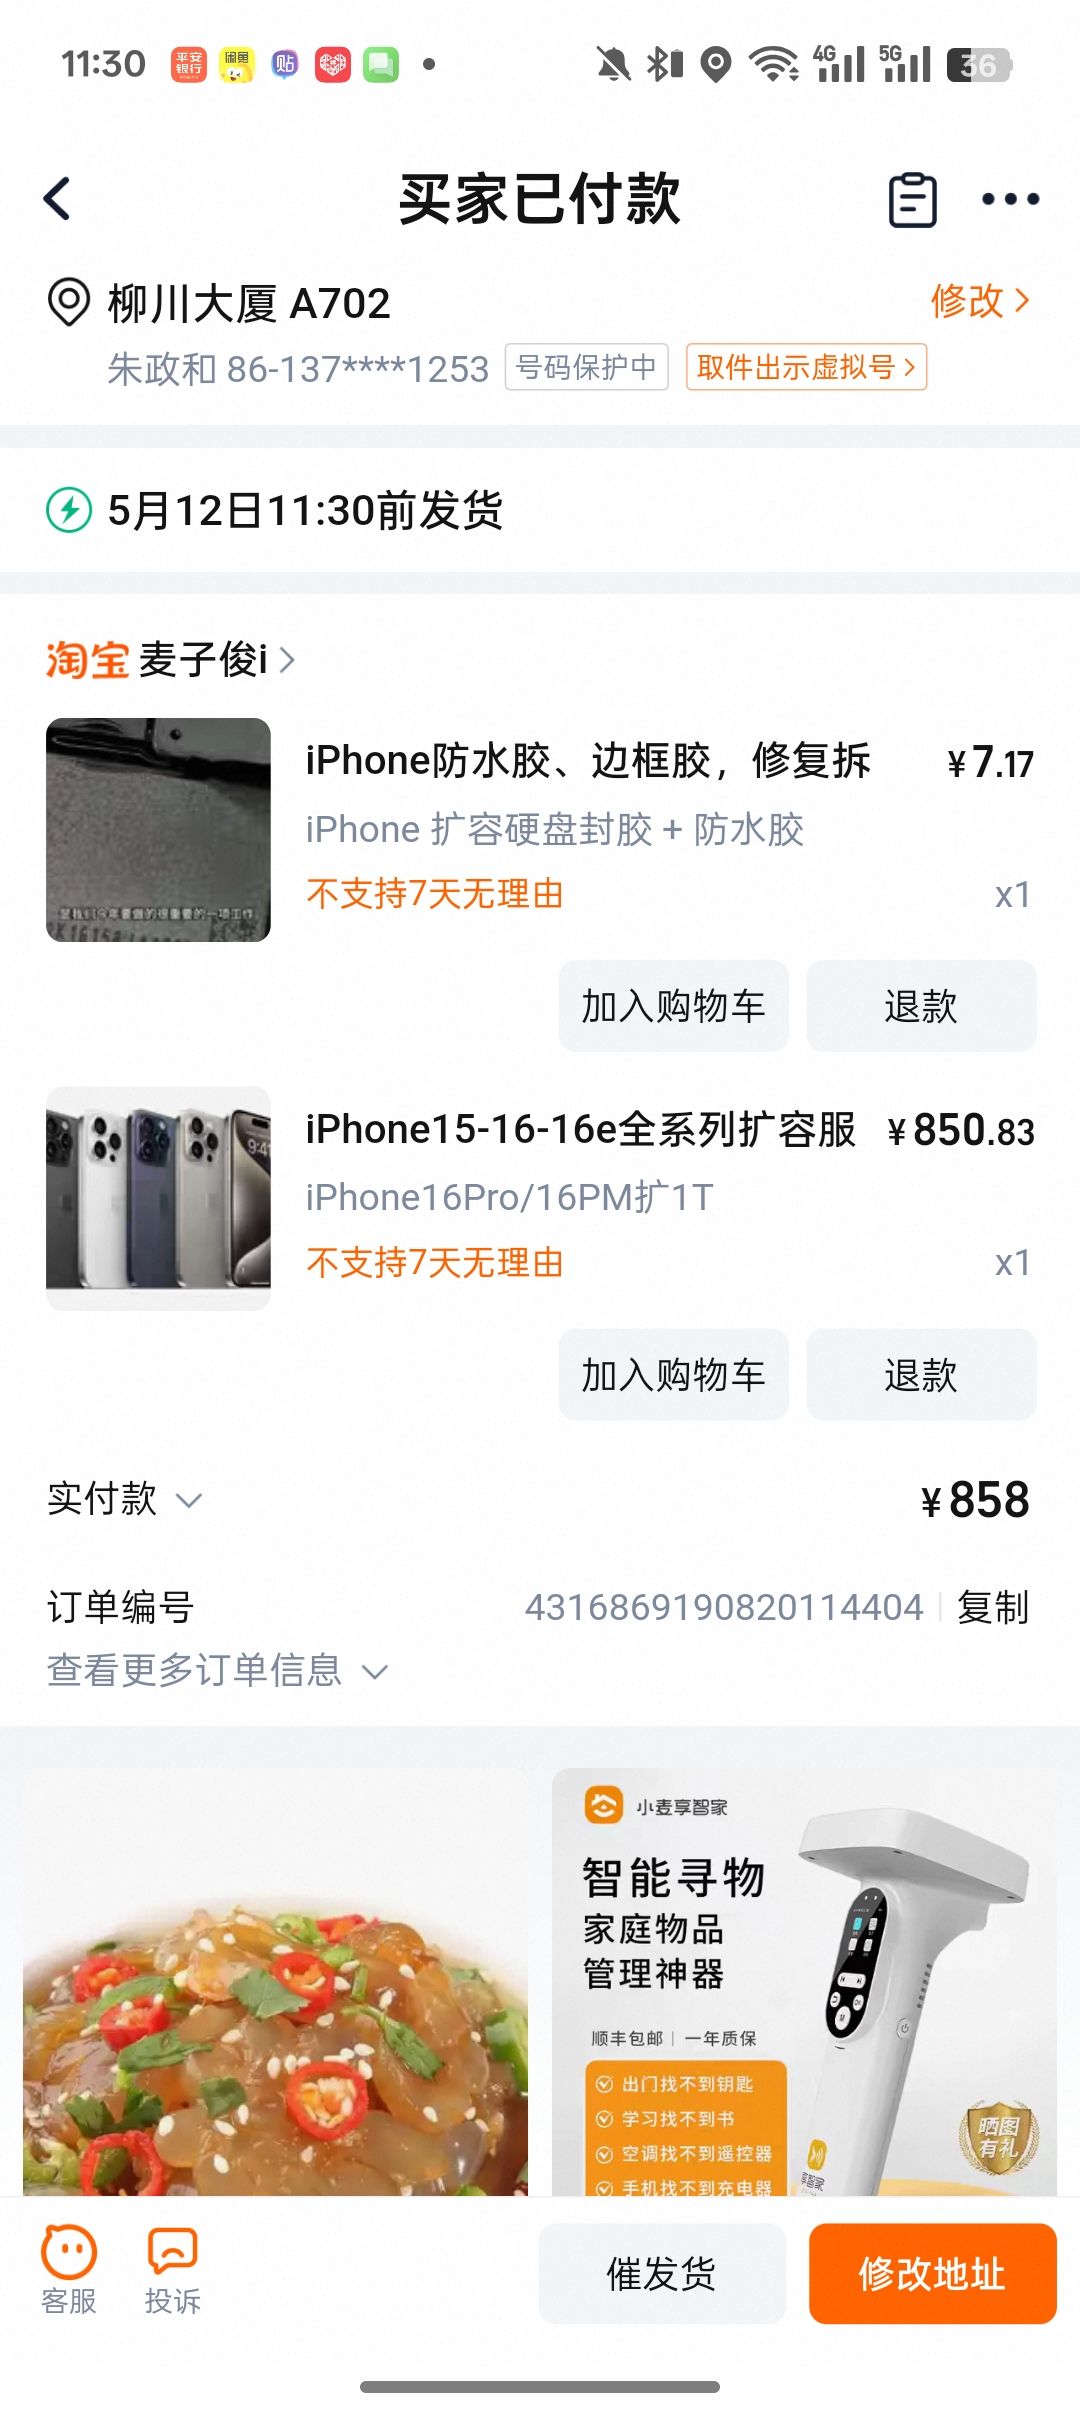 11:30
平安
银行
闲鱼
贴
4G
5G
36
买家已付款
柳川大厦 A702
修改
朱政和 86-137****1253
号码保护中
取件出示虚拟号
5月12日11:30前发货
淘宝 麦子俊i
iPhone防水胶、边框胶，修复拆
¥7.17
iPhone 扩容硬盘封胶 + 防水胶
不支持7天无理由
x1
加入购物车
退款
iPhone15-16-16e全系列扩容服
¥850.83
iPhone16Pro/16PM扩1T
不支持7天无理由
x1
9:41
加入购物车
退款
实付款
¥858
订单编号
4316869190820114404
复制
查看更多订单信息
小麦享智家
智能寻物
家庭物品
管理神器
顺丰包邮 | 一年质保
出门找不到钥匙
学习找不到书
空调找不到遥控器
手机找不到充电器
享智家
晒图
有礼
客服
投诉
催发货
修改地址